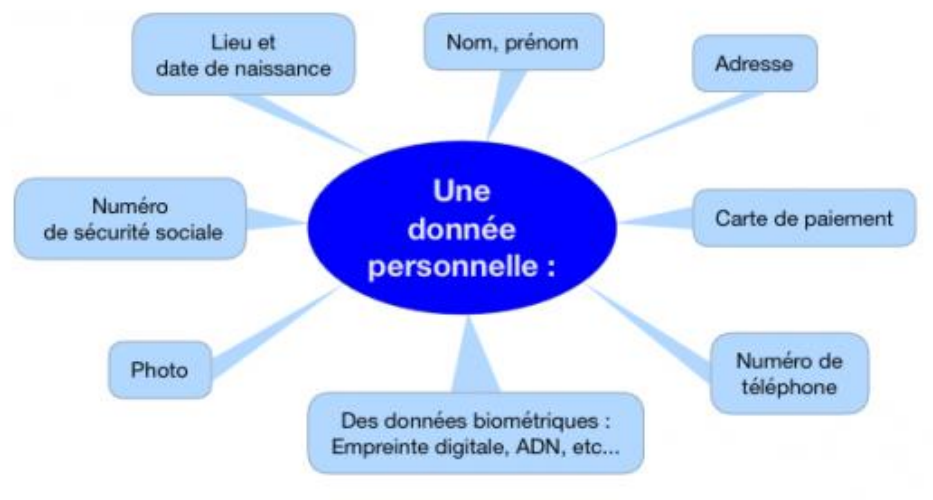 Lieu et
date de naissance
Nom, prénom
Adresse
Numéro
de sécurité sociale
Une
donnée
personnelle :
Carte de paiement
Photo
Des données biométriques :
Empreinte digitale, ADN, etc...
Numéro de
téléphone